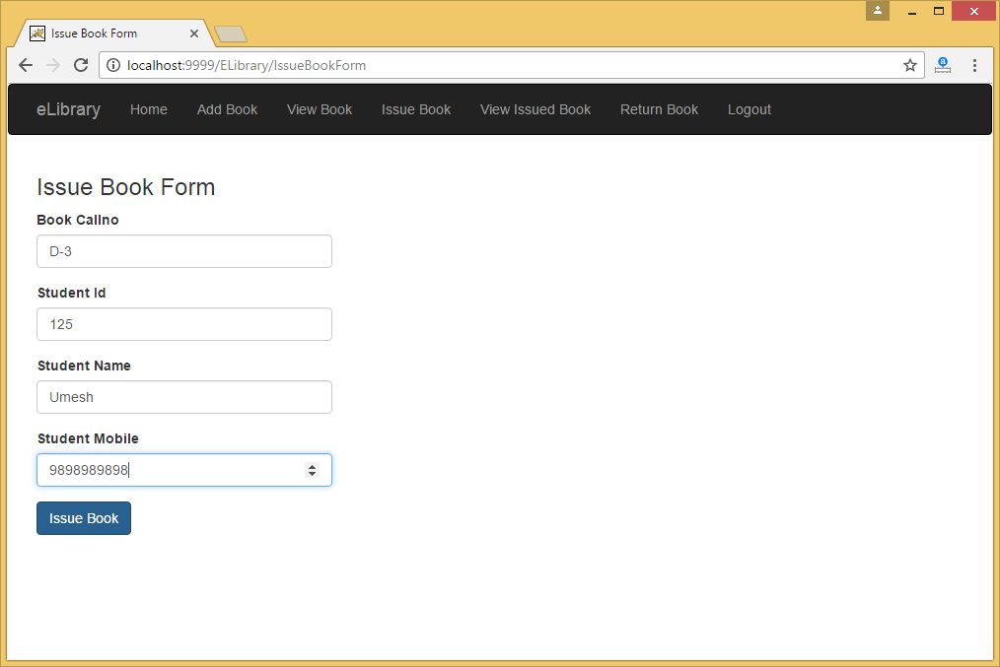 Issue Book Form
localhost:9999/ELibrary/IssueBookForm
eLibrary Home Add Book View Book Issue Book View Issued Book Return Book Logout
Issue Book Form
Book Callno
D-3
Student Id
125
Student Name
Umesh
Student Mobile
9898989898
Issue Book